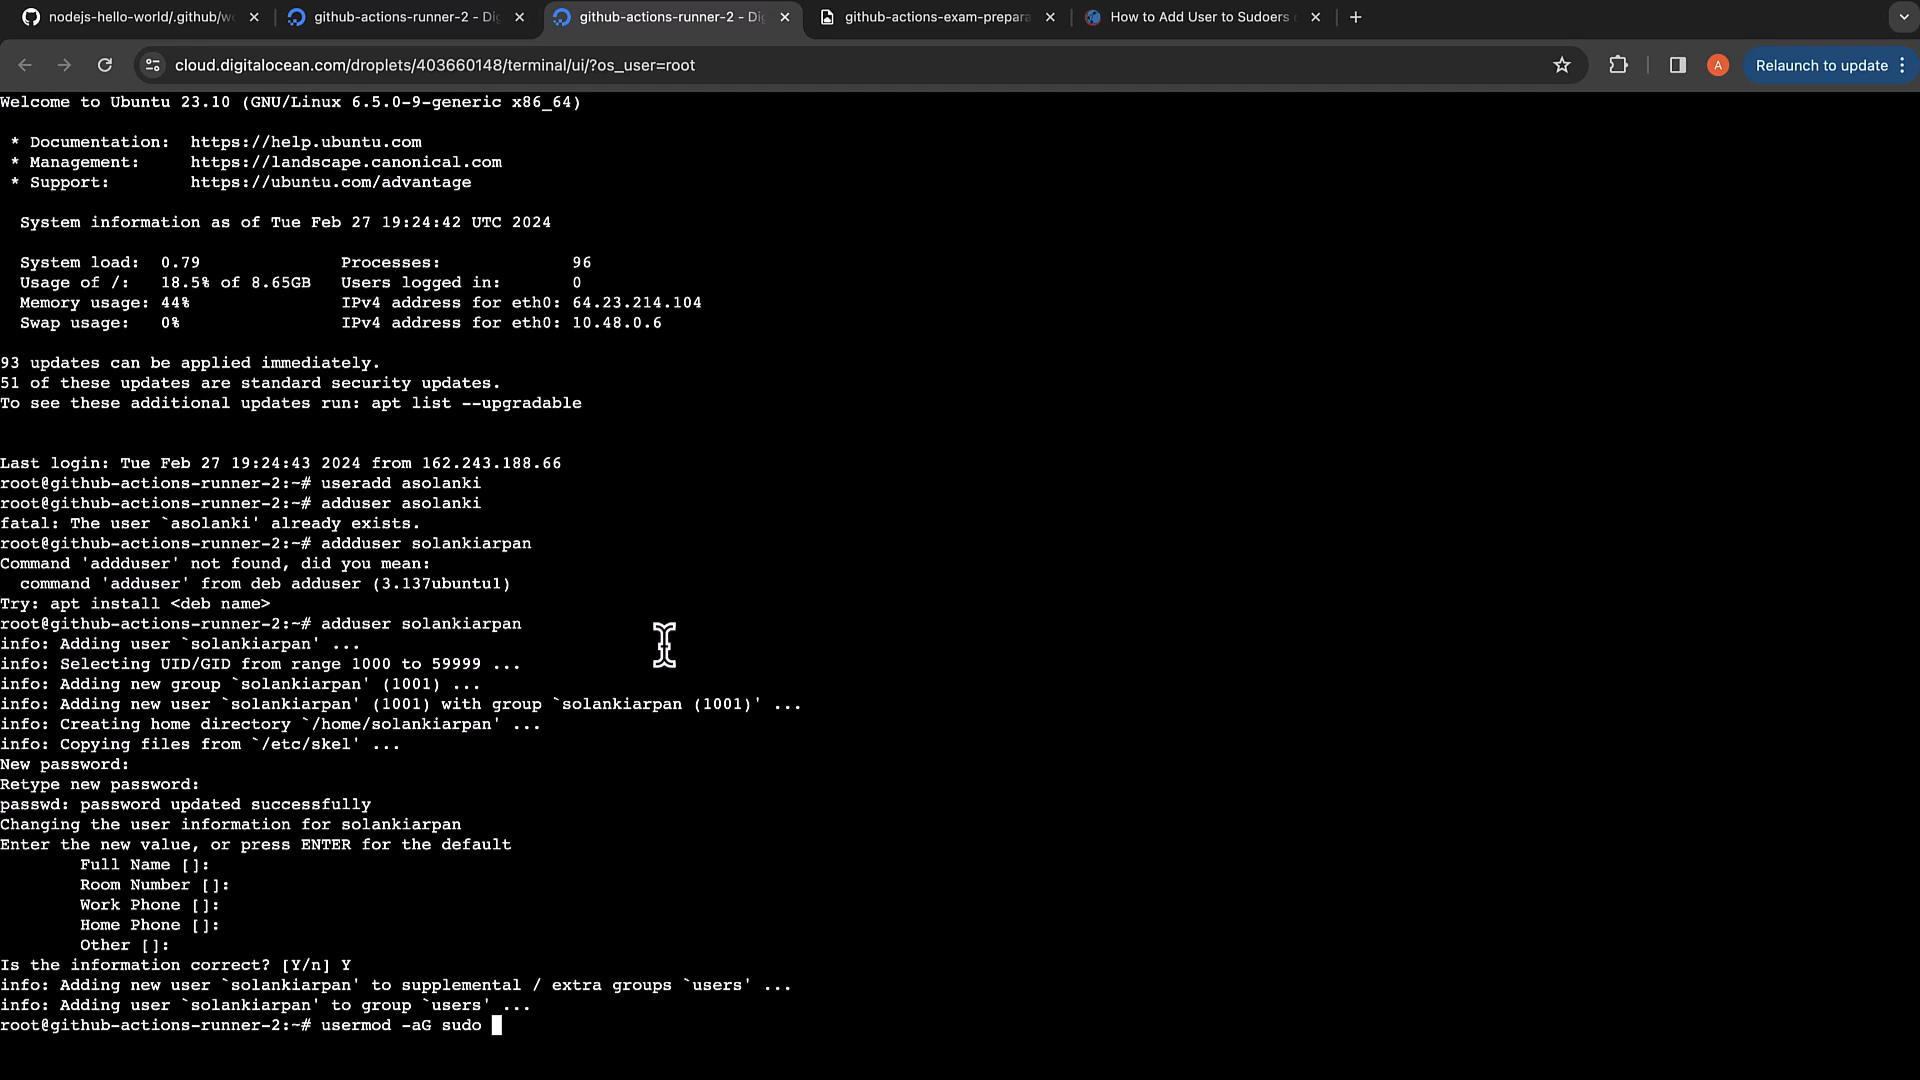 nodejs-hello-world/.github/w
github-actions-runner-2 - Di
github-actions-runner-2 - Di
github-actions-exam-prepara
How to Add User to Sudoers
cloud.digitalocean.com/droplets/403660148/terminal/ui/?os_user=root
A
Relaunch to update
Welcome to Ubuntu 23.10 (GNU/Linux 6.5.0-9-generic x86_64)
* Documentation: https://help.ubuntu.com
* Management: https://landscape.canonical.com
* Support: https://ubuntu.com/advantage
System information as of Tue Feb 27 19:24:42 UTC 2024
System load: 0.79 Processes: 96
Usage of /: 18.5% of 8.65GB Users logged in: 0
Memory usage: 44% IPv4 address for eth0: 64.23.214.104
Swap usage: 0% IPv4 address for eth0: 10.48.0.6
93 updates can be applied immediately.
51 of these updates are standard security updates.
To see these additional updates run: apt list --upgradable
Last login: Tue Feb 27 19:24:43 2024 from 162.243.188.66
root@github-actions-runner-2:~# useradd asolanki
root@github-actions-runner-2:~# adduser asolanki
fatal: The user `asolanki' already exists.
root@github-actions-runner-2:~# addduser solankiarpan
Command 'addduser' not found, did you mean:
command 'adduser' from deb adduser (3.137ubuntu1)
Try: apt install <deb name>
root@github-actions-runner-2:~# adduser solankiarpan
info: Adding user `solankiarpan' ...
info: Selecting UID/GID from range 1000 to 59999 ...
info: Adding new group `solankiarpan' (1001) ...
info: Adding new user `solankiarpan' (1001) with group `solankiarpan (1001)' ...
info: Creating home directory `/home/solankiarpan' ...
info: Copying files from `/etc/skel' ...
New password:
Retype new password:
passwd: password updated successfully
Changing the user information for solankiarpan
Enter the new value, or press ENTER for the default
Full Name []:
Room Number []:
Work Phone []:
Home Phone []:
Other []:
Is the information correct? [Y/n] Y
info: Adding new user `solankiarpan' to supplemental / extra groups `users' ...
info: Adding user `solankiarpan' to group `users' ...
root@github-actions-runner-2:~# usermod -aG sudo